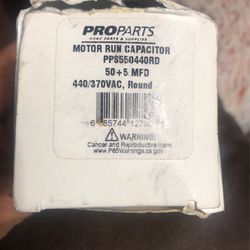 PROPARTS
HVAC PARTS & SUPPLIES
MOTOR RUN CAPACITOR
PPS550440RD
50+5 MFD
440/370VAC, Round
WARNING:
Cancer and Reproductive Harm
www.P65Warnings.ca.gov